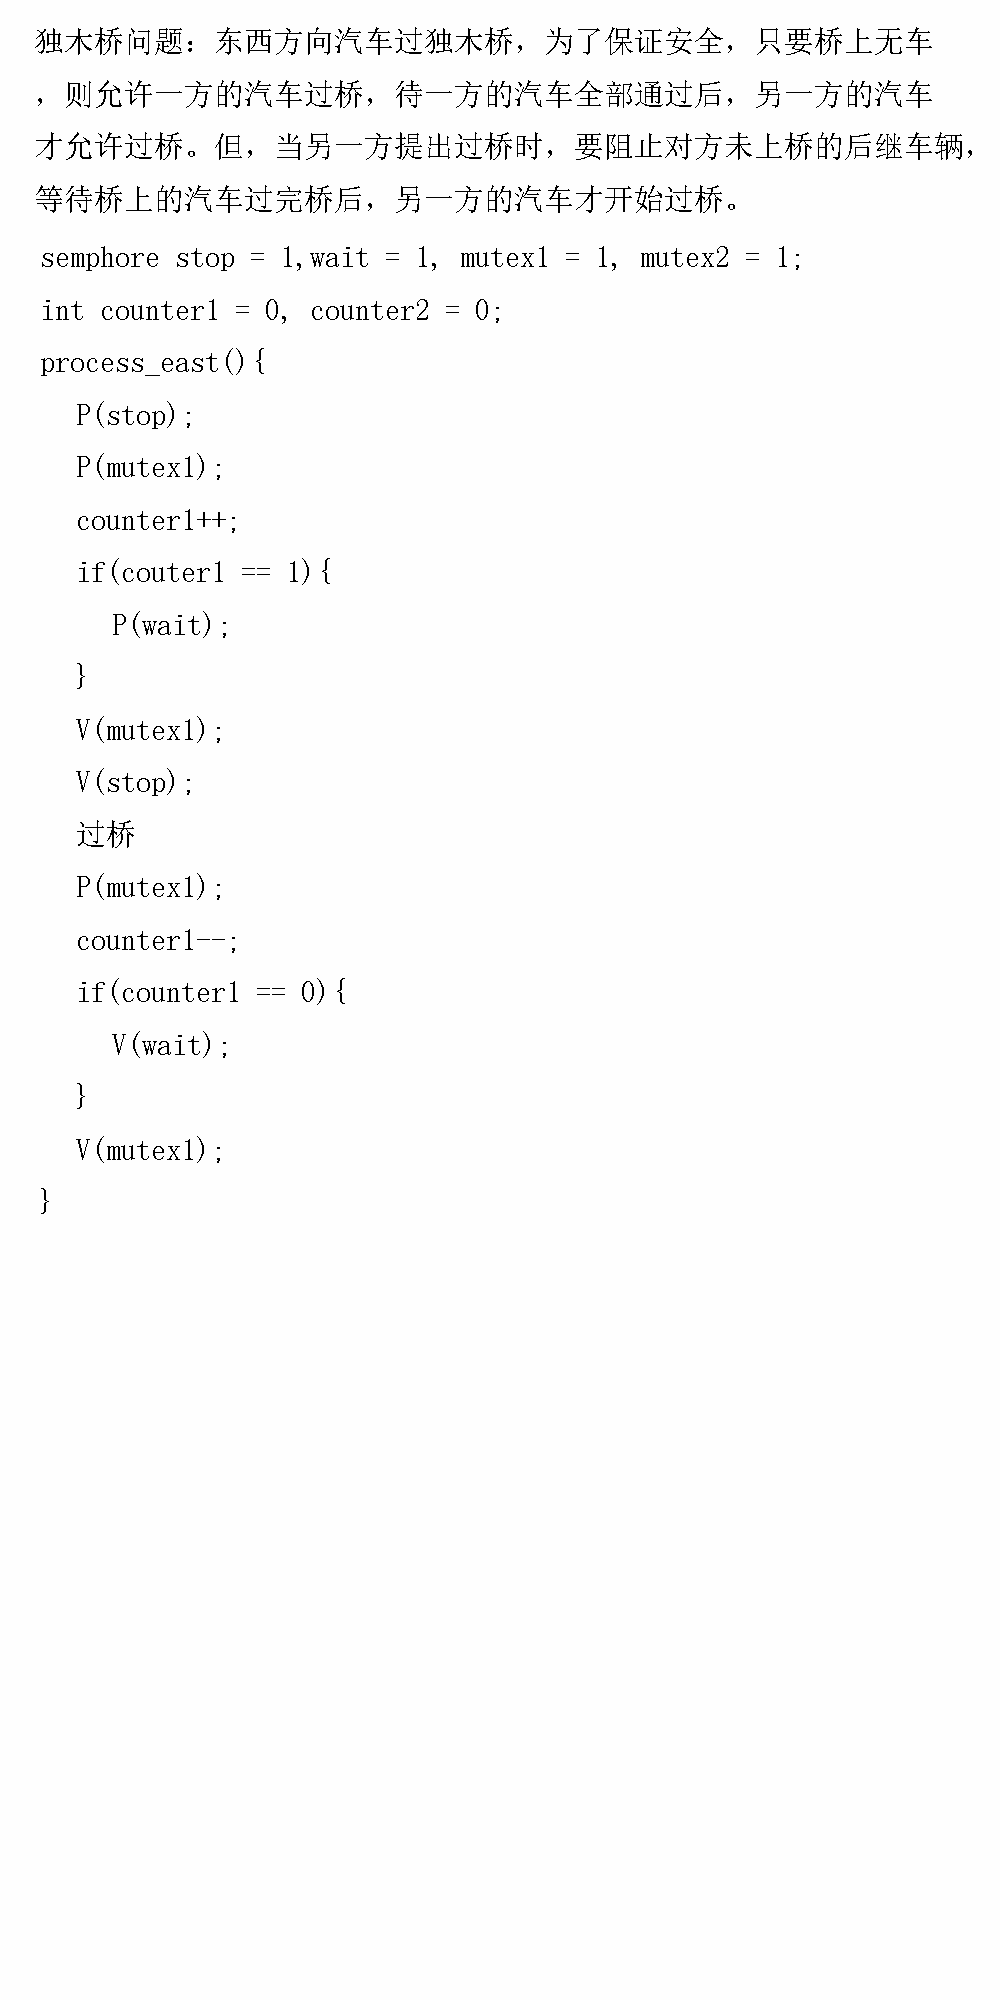 独木桥问题：东西方向汽车过独木桥，为了保证安全，只要桥上无车
，则允许一方的汽车过桥，待一方的汽车全部通过后，另一方的汽车
才允许过桥。但，当另一方提出过桥时，要阻止对方未上桥的后继车辆，
等待桥上的汽车过完桥后，另一方的汽车才开始过桥。
semphore stop = 1,wait = 1, mutex1 = 1, mutex2 = 1;
int counter1 = 0, counter2 = 0;
process_east(){
P(stop);
P(mutex1);
counter1++;
if(couter1 == 1){
P(wait);
}
V(mutex1);
V(stop);
过桥
P(mutex1);
counter1--;
if(counter1 == 0){
V(wait);
}
V(mutex1);
}